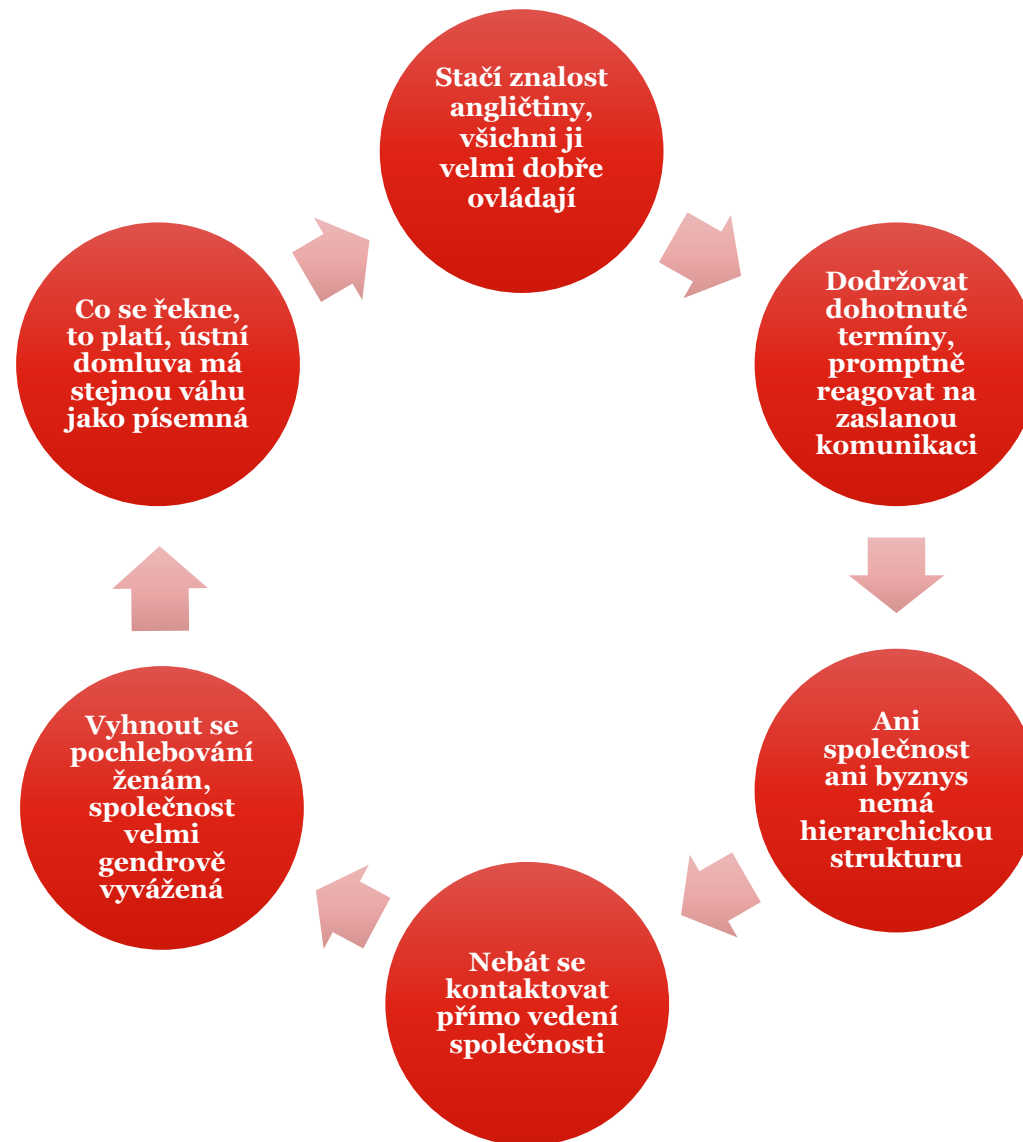 Stačí znalost
angličtiny,
všichni ji
velmi dobře
ovládají
Dodržovat
dohotnuté
termíny,
promptně
reagovat na
zaslanou
komunikaci
Ani
společnost
ani byznys
nemá
hierarchickou
strukturu
Nebát se
kontaktovat
přímo vedení
společnosti
Vyhnout se
pochlebování
ženám,
společnost
velmi
gendrově
vyvážená
Co se řekne,
to platí, ústní
domluva má
stejnou váhu
jako písemná